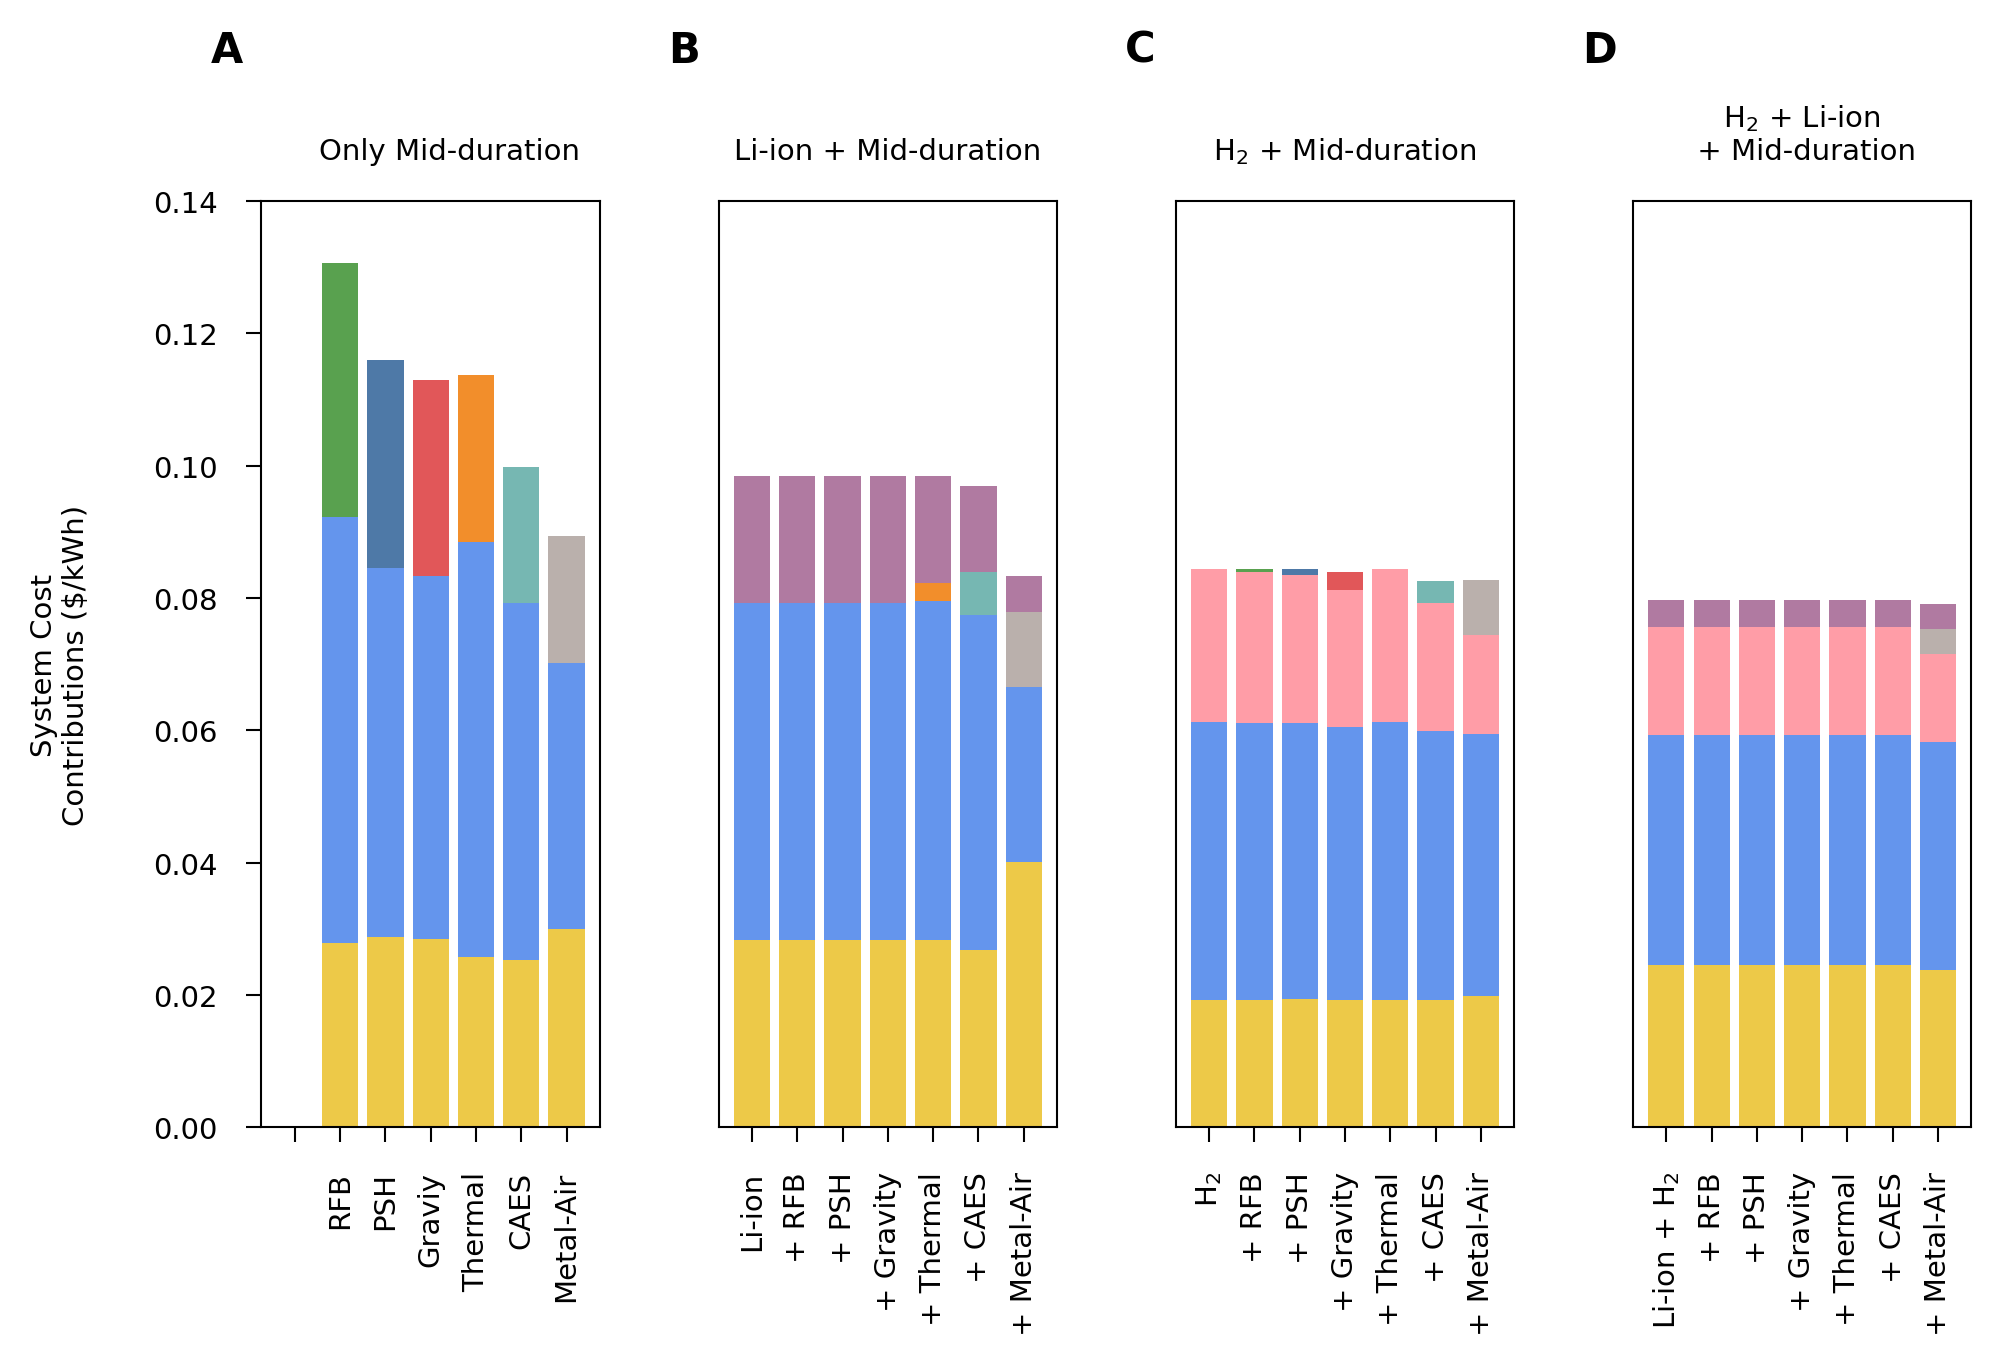 A
B
C
D
Only Mid-duration
Li-ion + Mid-duration
H₂ + Mid-duration
H₂ + Li-ion
+ Mid-duration
System Cost
Contributions ($/kWh)
0.14
0.12
0.10
0.08
0.06
0.04
0.02
0.00
RFB
PSH
Graviy
Thermal
CAES
Metal-Air
Li-ion
+ RFB
+ PSH
+ Gravity
+ Thermal
+ CAES
+ Metal-Air
H₂
+ RFB
+ PSH
+ Gravity
+ Thermal
+ CAES
+ Metal-Air
Li-ion + H₂
+ RFB
+ PSH
+ Gravity
+ Thermal
+ CAES
+ Metal-Air